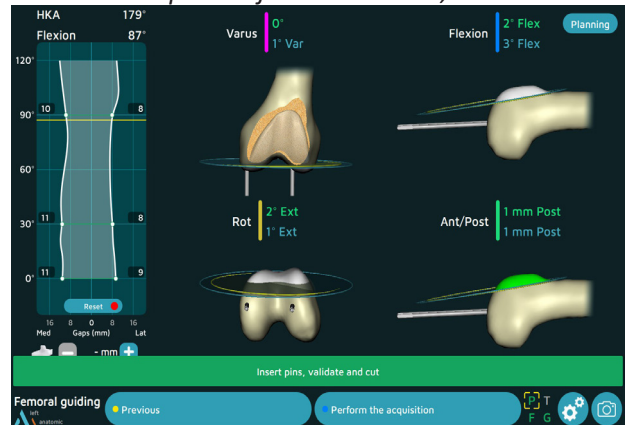 HKA 179°
Flexion 87°
120°
90°
60°
30°
0°
10 8
11 8
11 9
Reset
16 8 0 8 16
Med Gaps (mm) Lat
- mm +
Varus 0°
1° Var
Flexion 2° Flex
3° Flex
Planning
Rot 2° Ext
1° Ext
Ant/Post 1 mm Post
1 mm Post
Insert pins, validate and cut
Femoral guiding
left
anatomic
Previous
Perform the acquisition
P T
F G